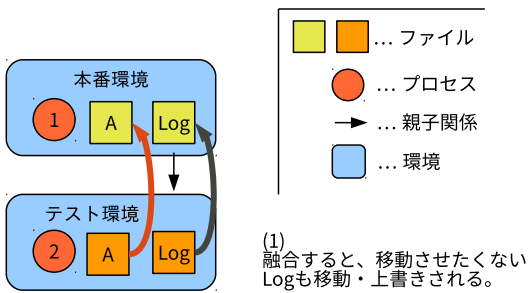 本番環境
1
A
Log
テスト環境
2
A
Log
… ファイル
… プロセス
… 親子関係
… 環境
(1)
融合すると、移動させたくない
Logも移動・上書きされる。